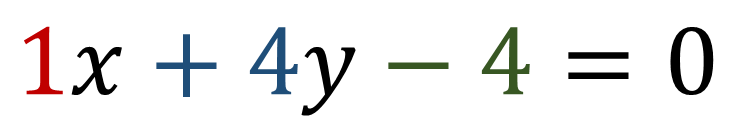 1x + 4y − 4 = 0